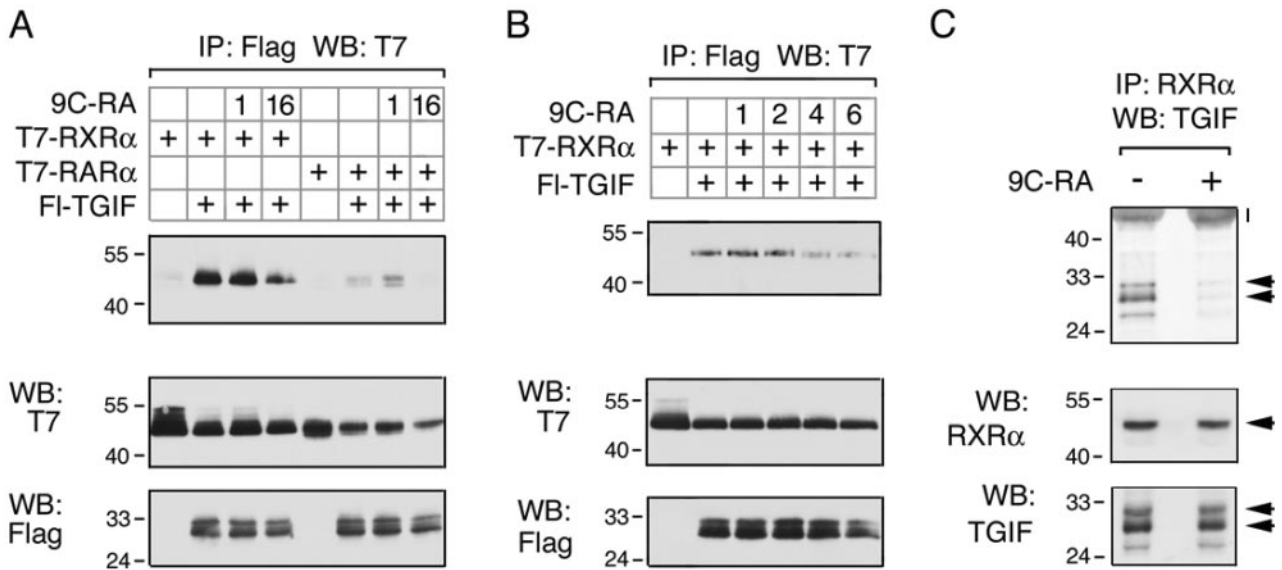 A
IP: Flag WB: T7
9C-RA 1 16 1 16
T7-RXRα + + + +
T7-RARα + + + +
Fl-TGIF + + + + + +
55
40
WB: T7
55
40
WB: Flag
33
24
B
IP: Flag WB: T7
9C-RA 1 2 4 6
T7-RXRα + + + + + +
Fl-TGIF + + + + +
55
40
WB: T7
55
40
WB: Flag
33
24
C
IP: RXRα
WB: TGIF
9C-RA - +
40
33
24
WB: RXRα
55
40
WB: TGIF
33
24